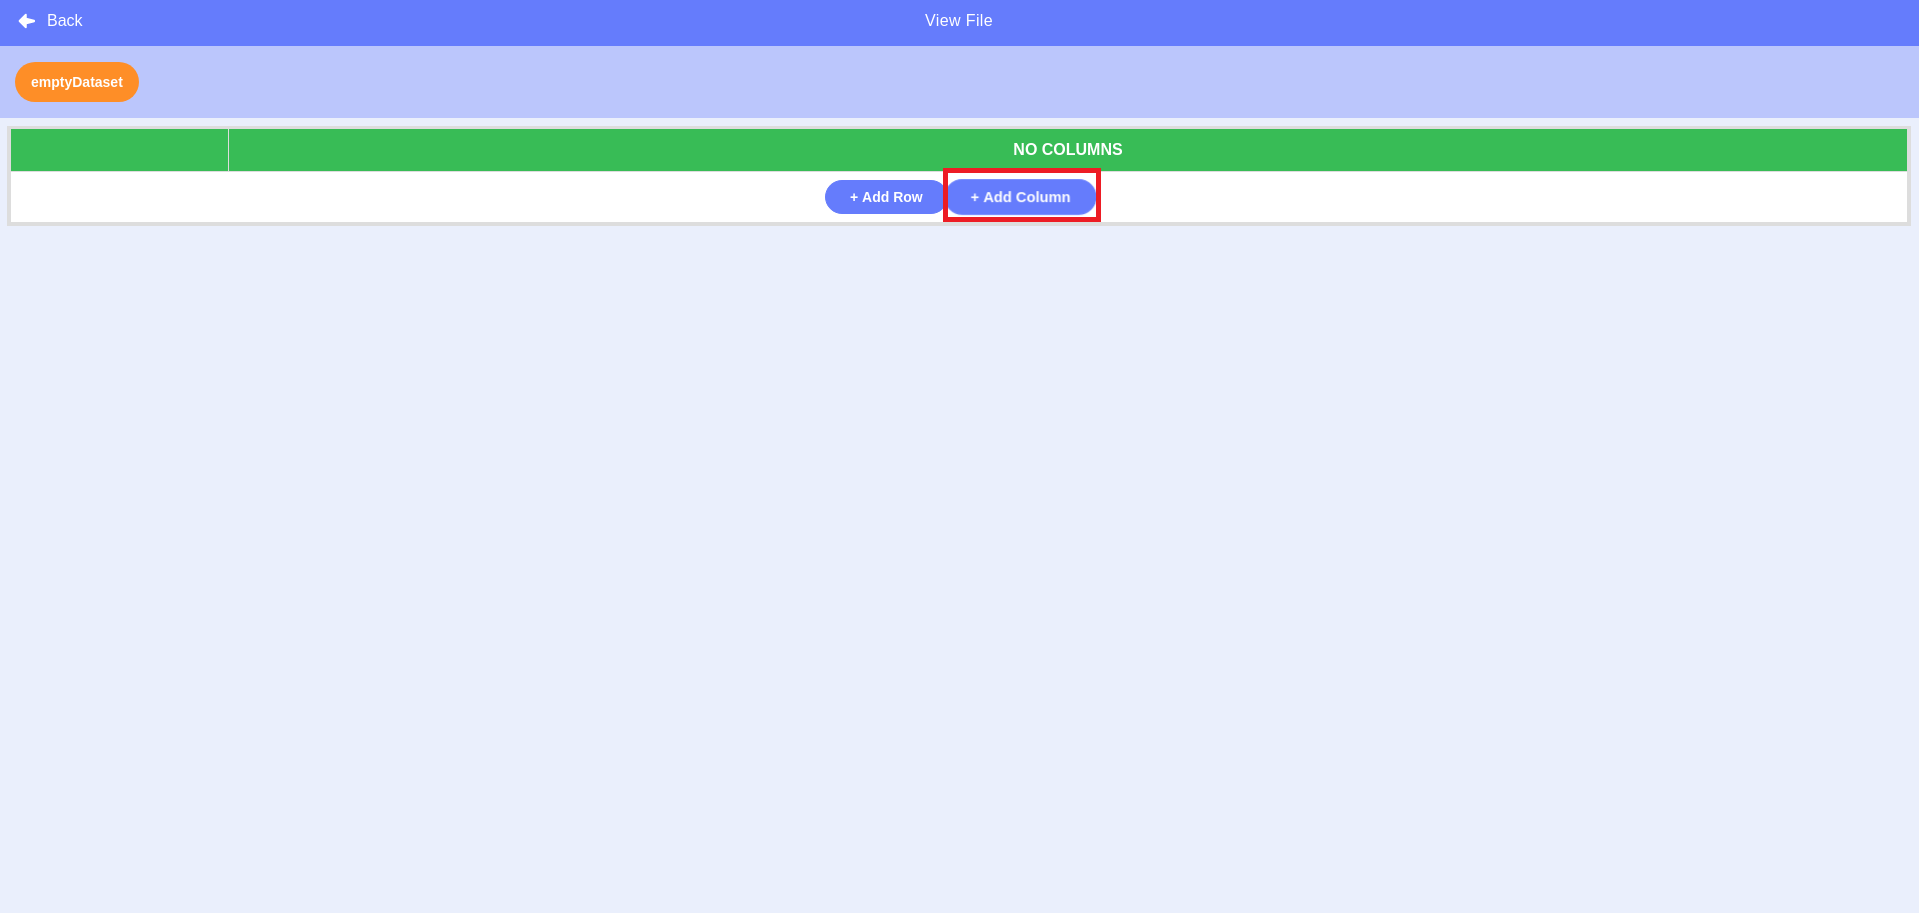 Back
View File
emptyDataset
NO COLUMNS
+ Add Row
+ Add Column